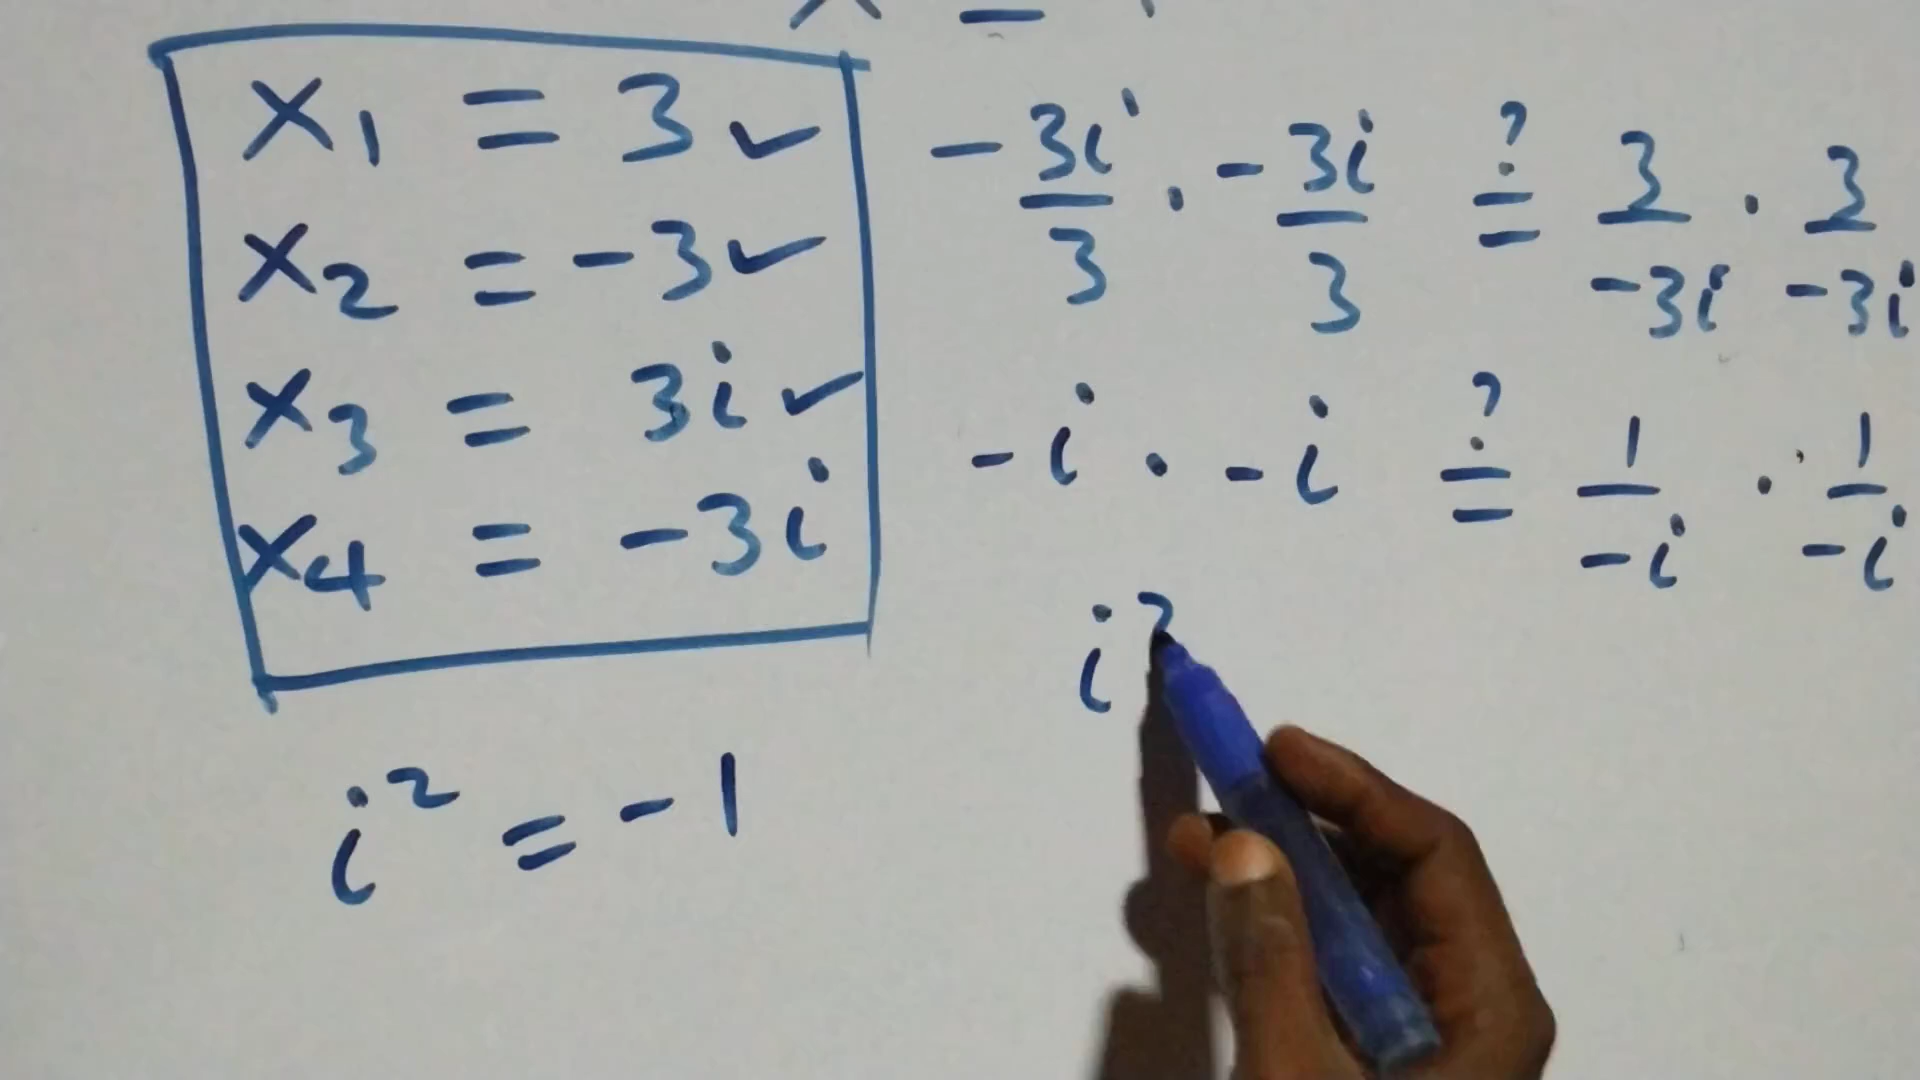 x₁ = 3 ✓
x₂ = -3 ✓
x₃ = 3i ✓
x₄ = -3i
i² = -1
-3i/3 · -3i/3 ≟ 3/-3i · 3/-3i
-i · -i ≟ 1/-i · 1/-i
i²